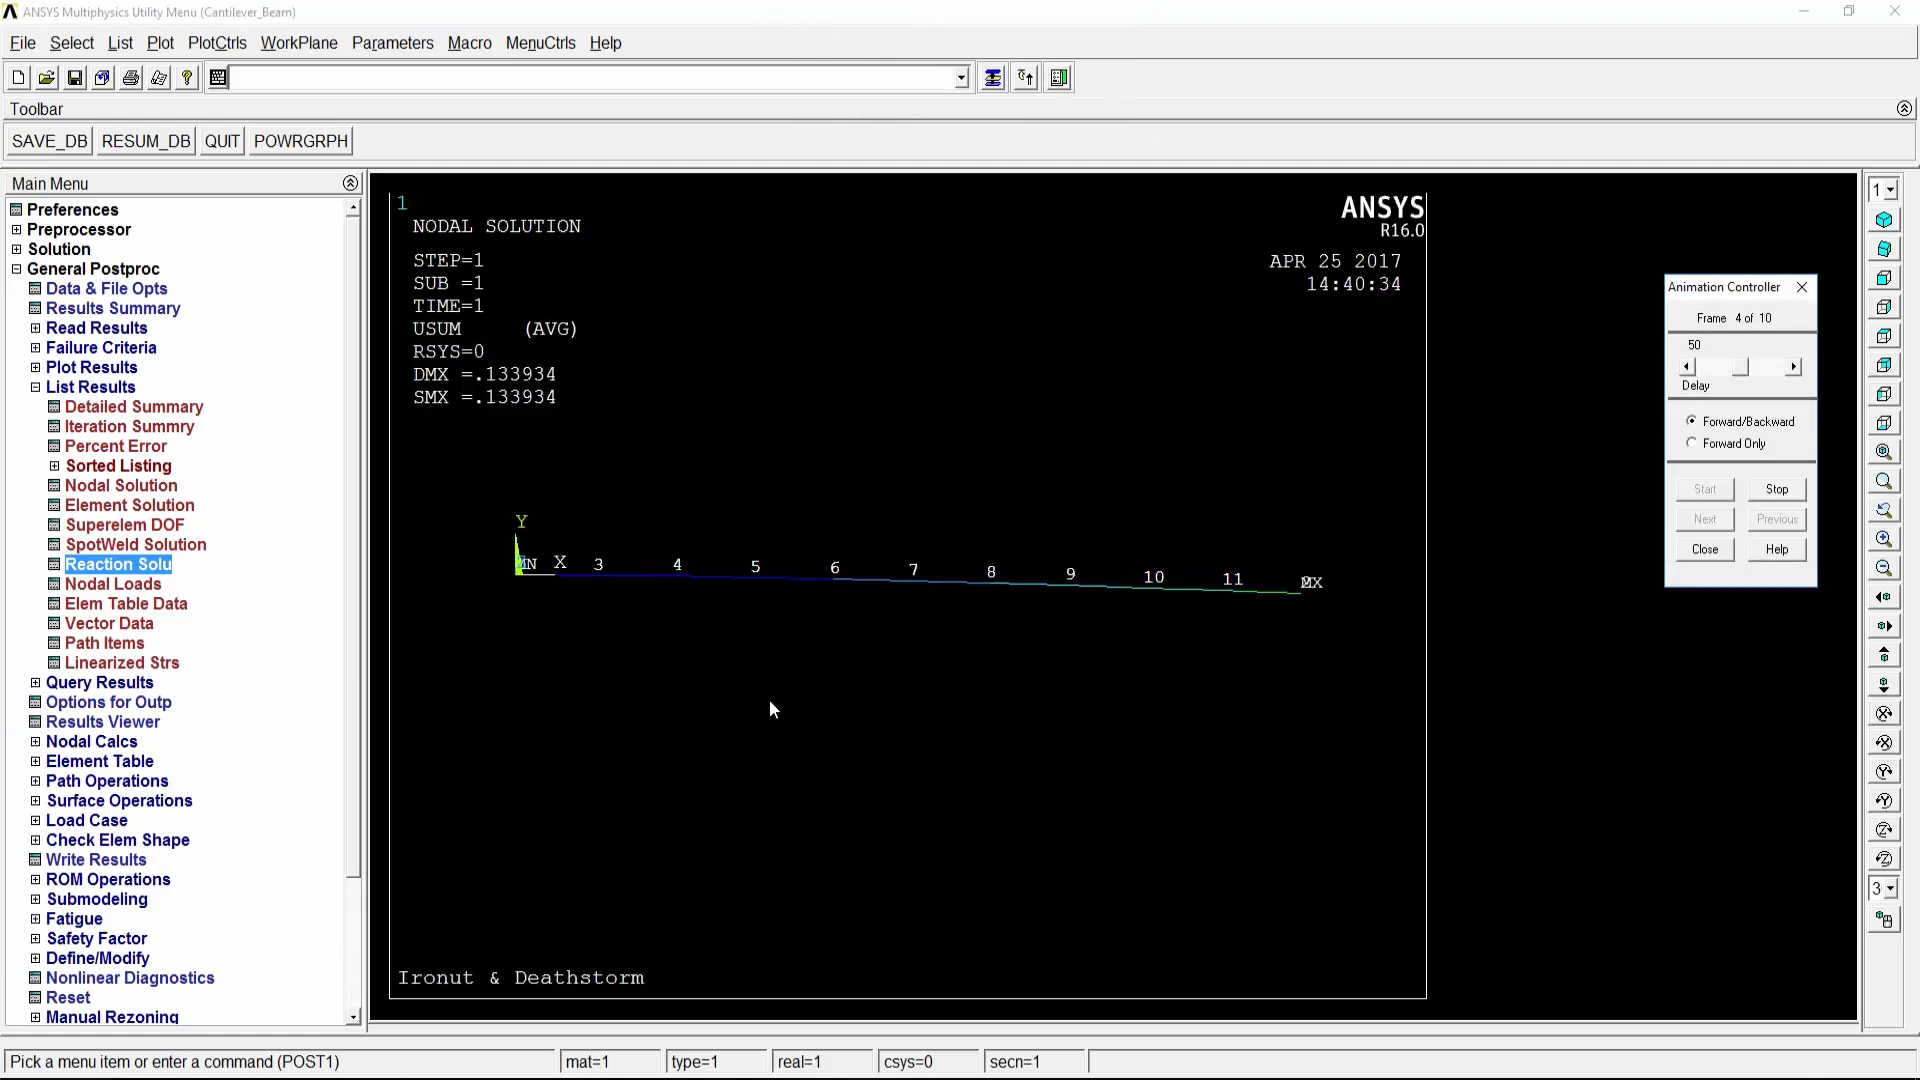 ANSYS Multiphysics Utility Menu (Cantilever_Beam)
File Select List Plot PlotCtrls WorkPlane Parameters Macro MenuCtrls Help
Toolbar
SAVE_DB RESUM_DB QUIT POWRGRPH
Main Menu
Preferences
Preprocessor
Solution
General Postproc
Data & File Opts
Results Summary
Read Results
Failure Criteria
Plot Results
List Results
Detailed Summary
Iteration Summry
Percent Error
Sorted Listing
Nodal Solution
Element Solution
Superelem DOF
SpotWeld Solution
Reaction Solu
Nodal Loads
Elem Table Data
Vector Data
Path Items
Linearized Strs
Query Results
Options for Outp
Results Viewer
Nodal Calcs
Element Table
Path Operations
Surface Operations
Load Case
Check Elem Shape
Write Results
ROM Operations
Submodeling
Fatigue
Safety Factor
Define/Modify
Nonlinear Diagnostics
Reset
Manual Rezoning
1
NODAL SOLUTION
STEP=1
SUB =1
TIME=1
USUM (AVG)
RSYS=0
DMX =.133934
SMX =.133934
ANSYS
R16.0
APR 25 2017
14:40:34
Y
X 3 4 5 6 7 8 9 10 11
Ironut & Deathstorm
Animation Controller
Frame 4 of 10
50
Delay
Forward/Backward
Forward Only
Start Stop
Next Previous
Close Help
1
3
Pick a menu item or enter a command (POST1) mat=1 type=1 real=1 csys=0 secn=1